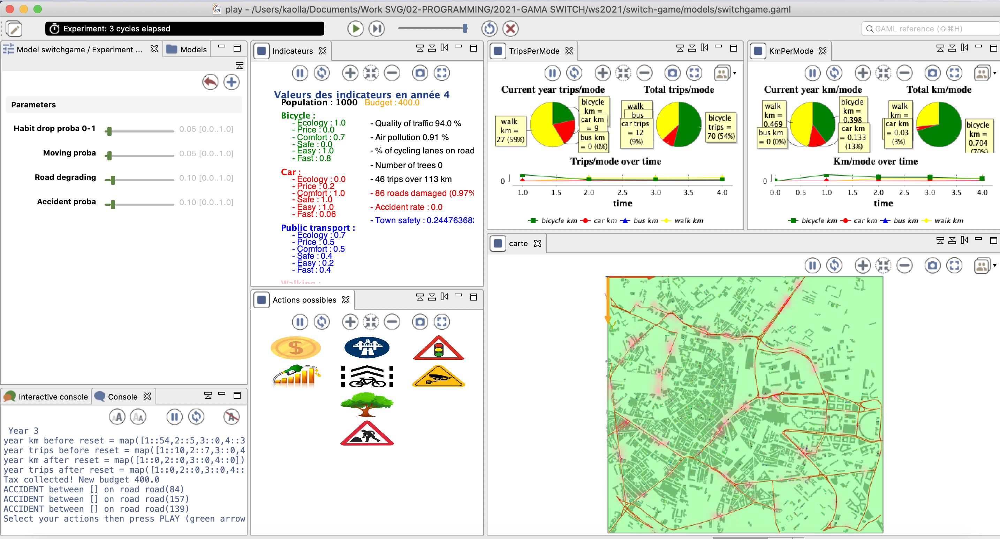 play - /Users/kaolla/Documents/Work SVG/02-PROGRAMMING/2021-GAMA SWITCH/ws2021/switch-game/models/switchgame.gaml
Experiment: 3 cycles elapsed
GAML reference (⇧⌘H)
Model switchgame / Experiment ...
Models
Parameters
Habit drop proba 0-1
0.05 [0.0..1.0]
Moving proba
0.05 [0.0..1.0]
Road degrading
0.10 [0.0..1.0]
Accident proba
0.10 [0.0..1.0]
Interactive console
Console
Year 3
year km before reset = map([1::54,2::5,3::0,4::3
year trips before reset = map([1::10,2::7,3::0,4
year km after reset = map([1::0,2::0,3::0,4::0])
year trips after reset = map([1::0,2::0,3::0,4::
Tax collected! New budget 400.0
ACCIDENT between [] on road road(84)
ACCIDENT between [] on road road(157)
ACCIDENT between [] on road road(139)
Select your actions then press PLAY (green arrow
Indicateurs
Valeurs des indicateurs en année 4
Population : 1000 Budget : 400.0
Bicycle :
- Ecology : 1.0
- Price : 0.0
- Comfort : 0.7
- Safe : 0.0
- Easy : 1.0
- Fast : 0.8
Car :
- Ecology : 0.0
- Price : 0.2
- Comfort : 1.0
- Safe : 1.0
- Easy : 1.0
- Fast : 0.06
Public transport :
- Ecology : 0.7
- Price : 0.5
- Comfort : 0.5
- Safe : 0.4
- Easy : 0.2
- Fast : 0.4
Walking :
- Quality of traffic 94.0 %
- Air pollution 0.91 %
- % of cycling lanes on road
- Number of trees 0
- 46 trips over 113 km
- 86 roads damaged (0.97%
- Accident rate : 0.0
- Town safety : 0.24476368
Actions possibles
$
TripsPerMode
Current year trips/mode
walk
km =
27 (59%)
bicycle
km =
car km
= 9
bus km
= 0 (0%)
Total trips/mode
walk
bus
car trips
= 12
(9%)
bicycle
trips =
70 (54%)
Trips/mode over time
0
1.0 1.5 2.0 2.5 3.0 3.5 4.0
time
bicycle km car km bus km walk km
KmPerMode
Current year km/mode
walk
km =
0.469
bus km
= 0 (0%)
bicycle
km =
0.398
car km
= 0.133
(13%)
Total km/mode
walk
km =
car km
= 0.03
(3%)
bicycle
km =
0.704
(70%)
Km/mode over time
0
0.0 0.5 1.0 1.5 2.0 2.5 3.0 3.5 4.0
time
bicycle km car km bus km walk km
carte